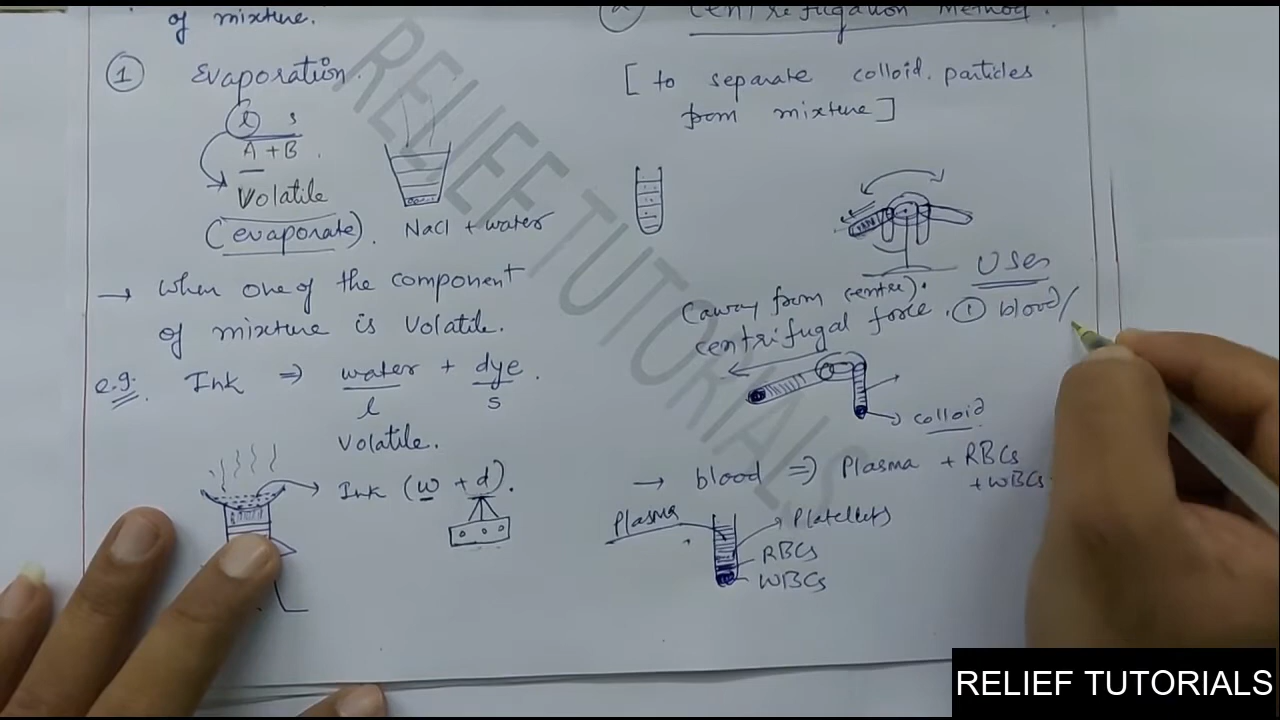 of mixture.
① Evaporation.
l s
A + B
Volatile
(evaporate).
NaCl + water
→ When one of the component
of mixture is Volatile.
e.g. Ink ⇒ water + dye.
l s
Volatile.
Ink (w + d).
② Centrifugation method.
[to separate colloid particles
from mixture]
Uses
(away from centre).
centrifugal force. ① blood/
colloid
→ blood ⇒ Plasma + RBCs
+ WBCs
Plasma
Platelets
RBCs
WBCs
RELIEF TUTORIALS
RELIEF TUTORIALS